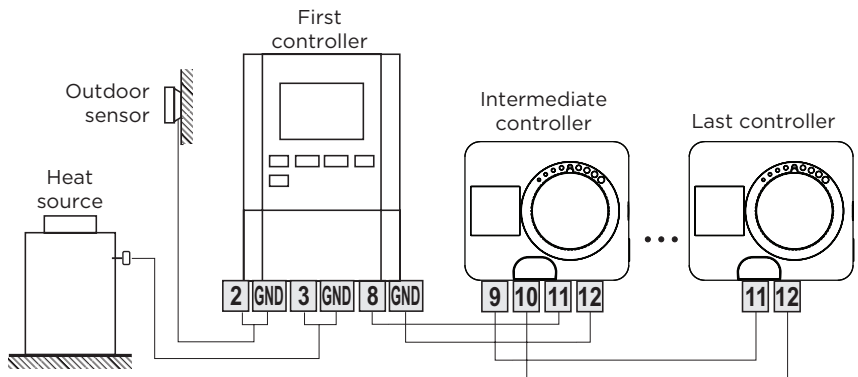 First
controller
Outdoor
sensor
Intermediate
controller
Last controller
Heat
source
2 GND 3 GND 8 GND
9 10 11 12
11 12